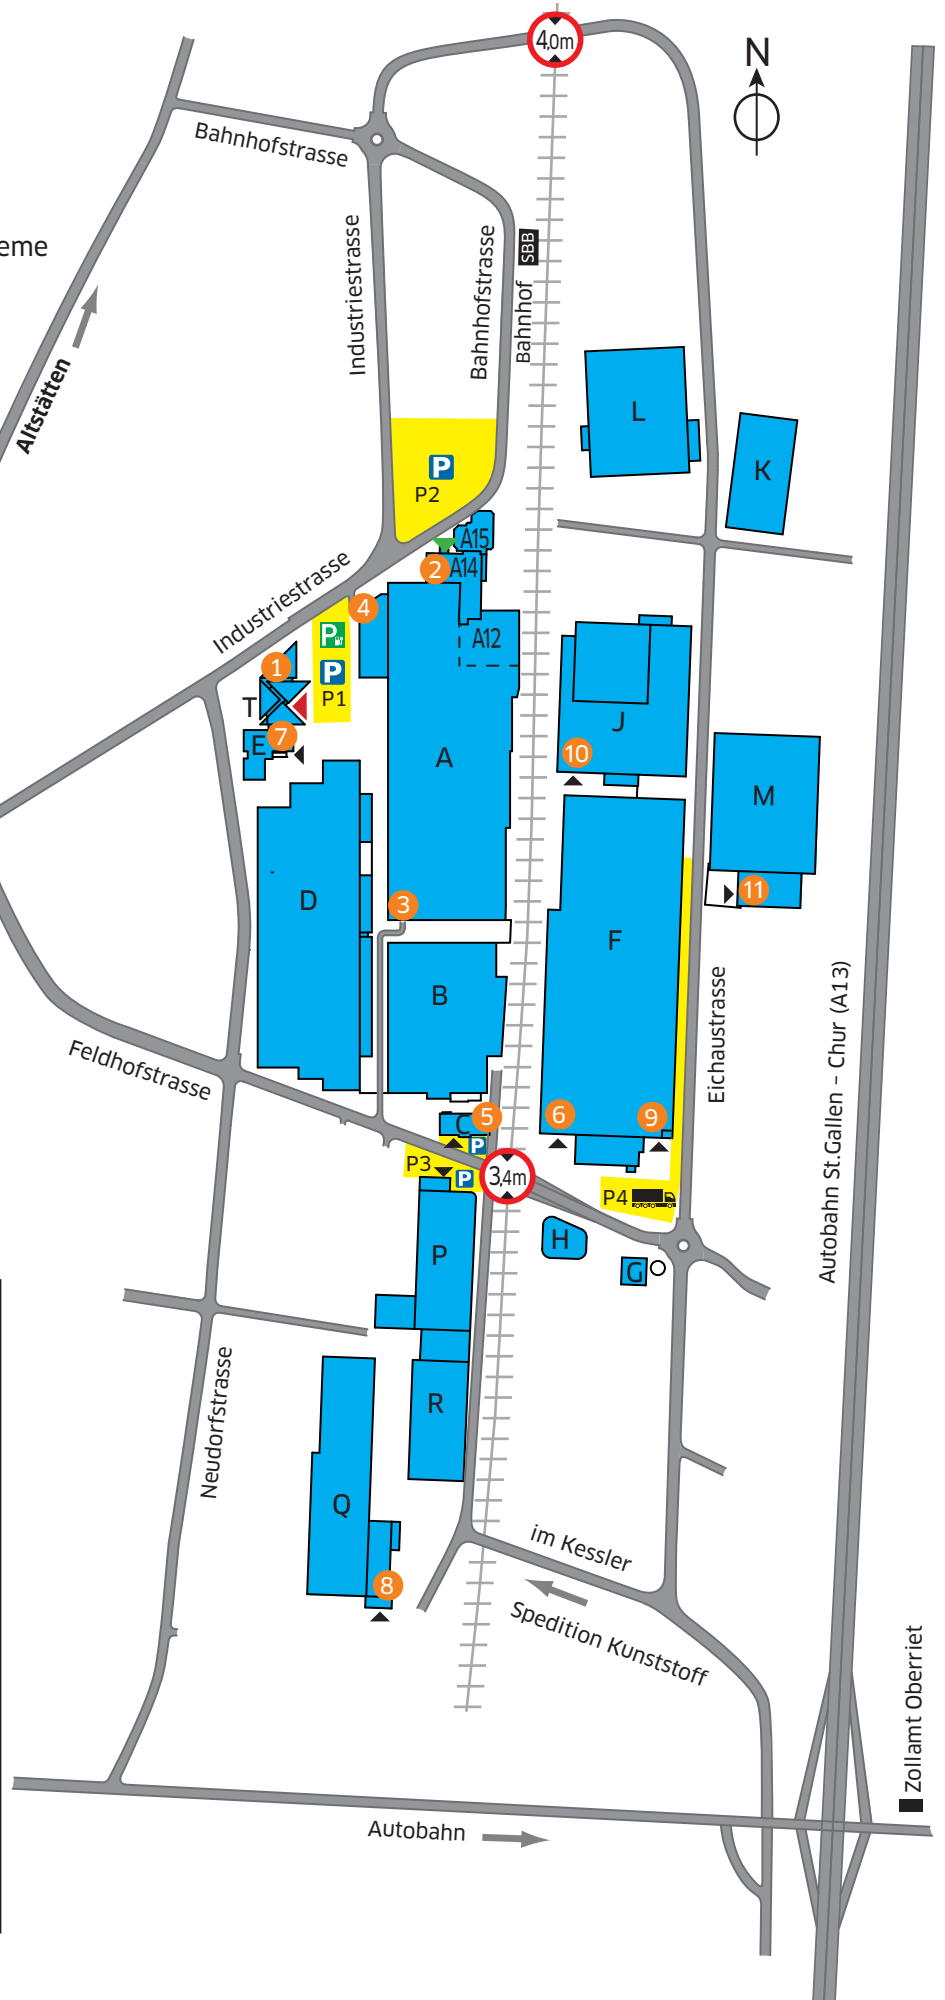 4,0m
N
Bahnhofstrasse
eme
Industriestrasse
Bahnhofstrasse
SBB
Bahnhof
Altstätten
L
K
P
P2
A15
2
A14
Industriestrasse
4
P
A12
1
P
P1
T
J
E
7
10
A
M
D
3
11
F
B
Eichaustrasse
Autobahn St.Gallen - Chur (A13)
Feldhofstrasse
5
6
9
C
P
P3
P
3,4m
P4
H
P
G
Neudorfstrasse
R
Q
im Kessler
8
Spedition Kunststoff
Zollamt Oberriet
Autobahn